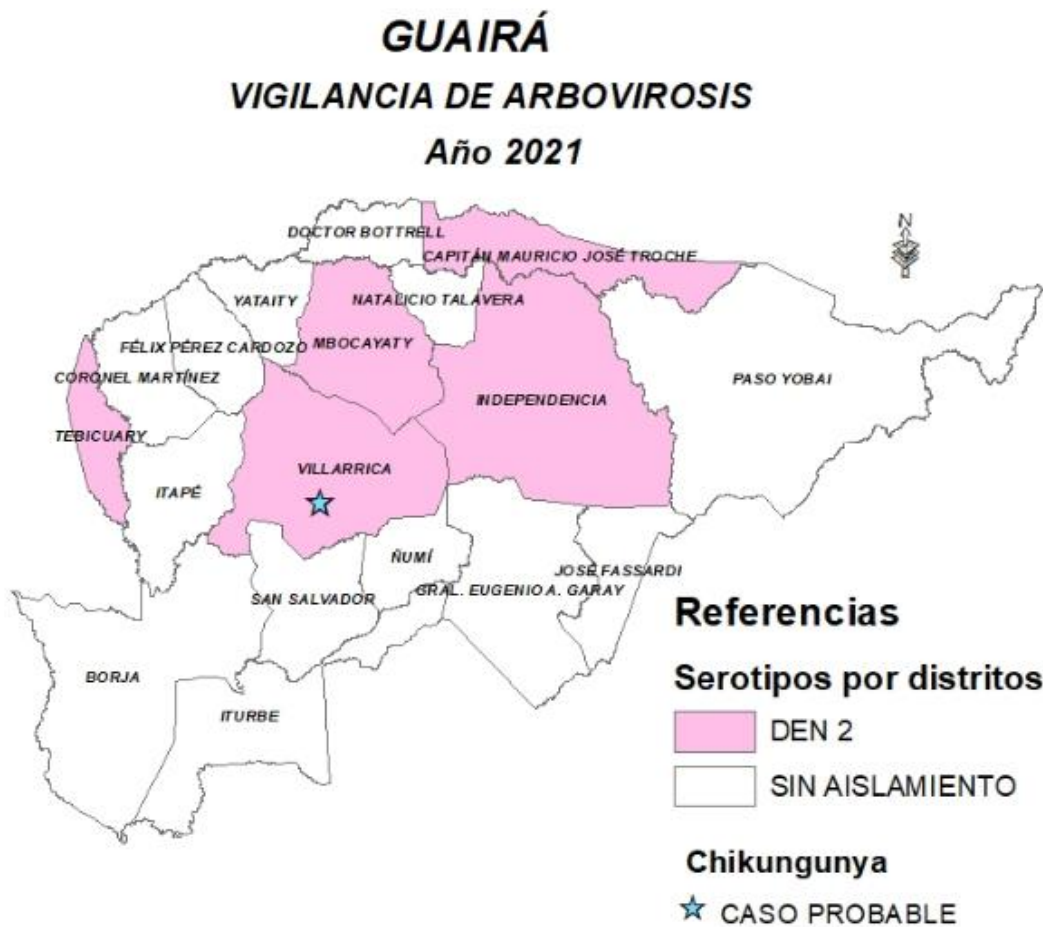 GUAIRÁ
VIGILANCIA DE ARBOVIROSIS
Año 2021
N
DOCTOR BOTTRELL
CAPITÁN MAURICIO JOSÉ TROCHE
YATAITY
NATALICIO TALAVERA
FÉLIX PÉREZ CARDOZO
MBOCAYATY
CORONEL MARTÍNEZ
PASO YOBAI
INDEPENDENCIA
TEBICUARY
VILLARRICA
ITAPÉ
ÑUMÍ
JOSÉ FASSARDI
GRAL. EUGENIO A. GARAY
SAN SALVADOR
BORJA
ITURBE
Referencias
Serotipos por distritos
DEN 2
SIN AISLAMIENTO
Chikungunya
CASO PROBABLE